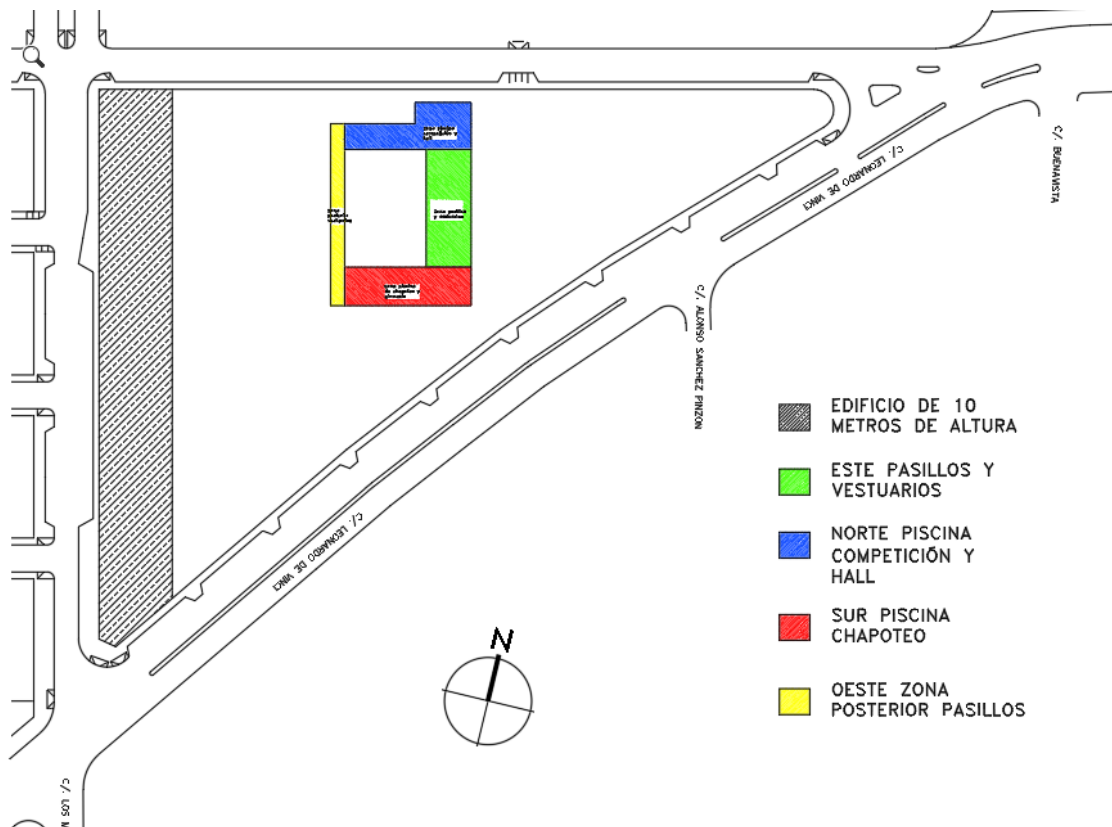 C/. BUENAVISTA
C/. LEONARDO DE VINCI
C/. ALONSO SANCHEZ PINZON
EDIFICIO DE 10
METROS DE ALTURA
ESTE PASILLOS Y
VESTUARIOS
C/. LEONARDO DE VINCI
NORTE PISCINA
COMPETICIÓN Y
HALL
SUR PISCINA
CHAPOTEO
N
OESTE ZONA
POSTERIOR PASILLOS
C/. LOS